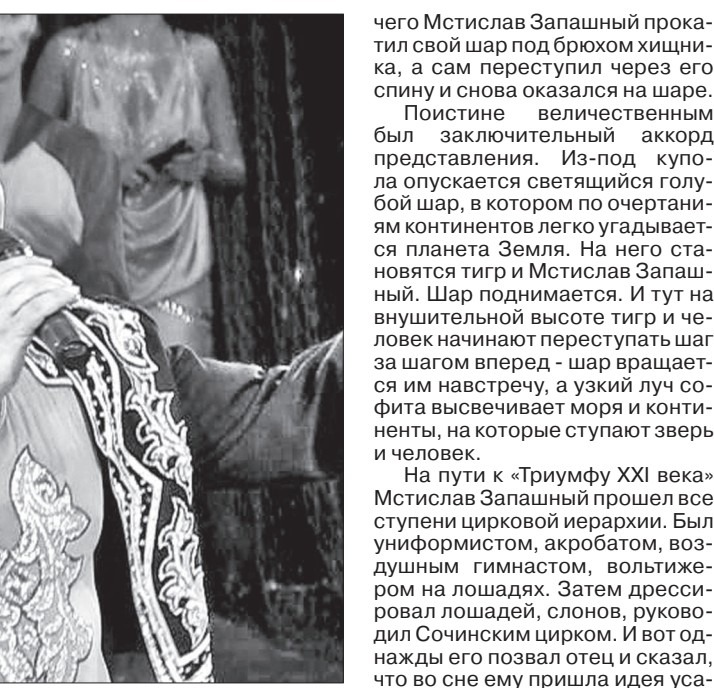 чего Мстислав Запашный прока-
тил свой шар под брюхом хищни-
ка, а сам переступил через его
спину и снова оказался на шаре.
Поистине величественным
был заключительный аккорд
представления. Из-под купо-
ла опускается светящийся голу-
бой шар, в котором по очертани-
ям континентов легко угадывает-
ся планета Земля. На него ста-
новятся тигр и Мстислав Запаш-
ный. Шар поднимается. И тут на
внушительной высоте тигр и че-
ловек начинают переступать шаг
за шагом вперед - шар вращает-
ся им навстречу, а узкий луч со-
фита высвечивает моря и конти-
ненты, на которые ступают зверь
и человек.
На пути к «Триумфу XXI века»
Мстислав Запашный прошел все
ступени цирковой иерархии. Был
униформистом, акробатом, воз-
душным гимнастом, вольтиже-
ром на лошадях. Затем дресси-
ровал лошадей, слонов, руково-
дил Сочинским цирком. И вот од-
нажды его позвал отец и сказал,
что во сне ему пришла идея уса-